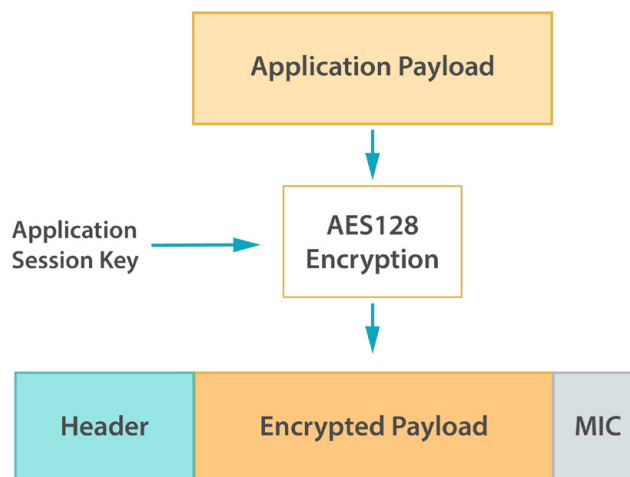 Application Payload
Application
Session Key
AES128
Encryption
Header
Encrypted Payload
MIC